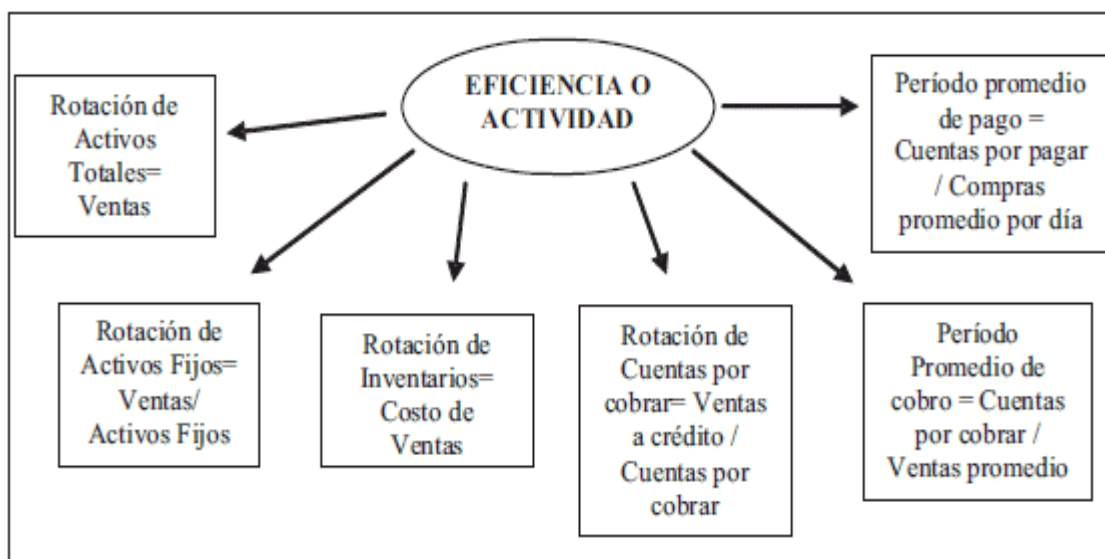 EFICIENCIA O
ACTIVIDAD
Rotación de
Activos
Totales=
Ventas
Período promedio
de pago =
Cuentas por pagar
/ Compras
promedio por día
Rotación de
Activos Fijos=
Ventas/
Activos Fijos
Rotación de
Inventarios=
Costo de
Ventas
Rotación de
Cuentas por
cobrar= Ventas
a crédito /
Cuentas por
cobrar
Período
Promedio de
cobro = Cuentas
por cobrar /
Ventas promedio